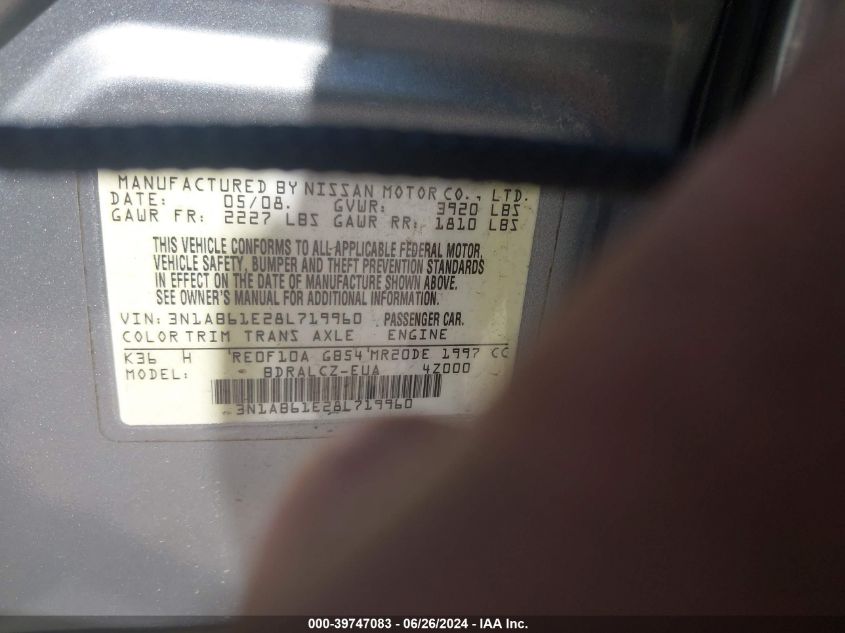 MANUFACTURED BY NISSAN MOTOR CO., LTD.
DATE: 05/08. GVWR: 3920 LBS
GAWR FR: 2227 LBS GAWR RR: 1810 LBS
THIS VEHICLE CONFORMS TO ALL APPLICABLE FEDERAL MOTOR
VEHICLE SAFETY, BUMPER AND THEFT PREVENTION STANDARDS
IN EFFECT ON THE DATE OF MANUFACTURE SHOWN ABOVE.
SEE OWNER'S MANUAL FOR ADDITIONAL INFORMATION.
VIN: 3N1AB61E28L719960 PASSENGER CAR.
COLOR TRIM TRANS AXLE ENGINE
K36 H RE0F10A GB54 MR20DE 1997 CC
MODEL: BDRALCZ-EUA 4Z000
3N1AB61E28L719960
000-39747083 - 06/26/2024 - IAA Inc.